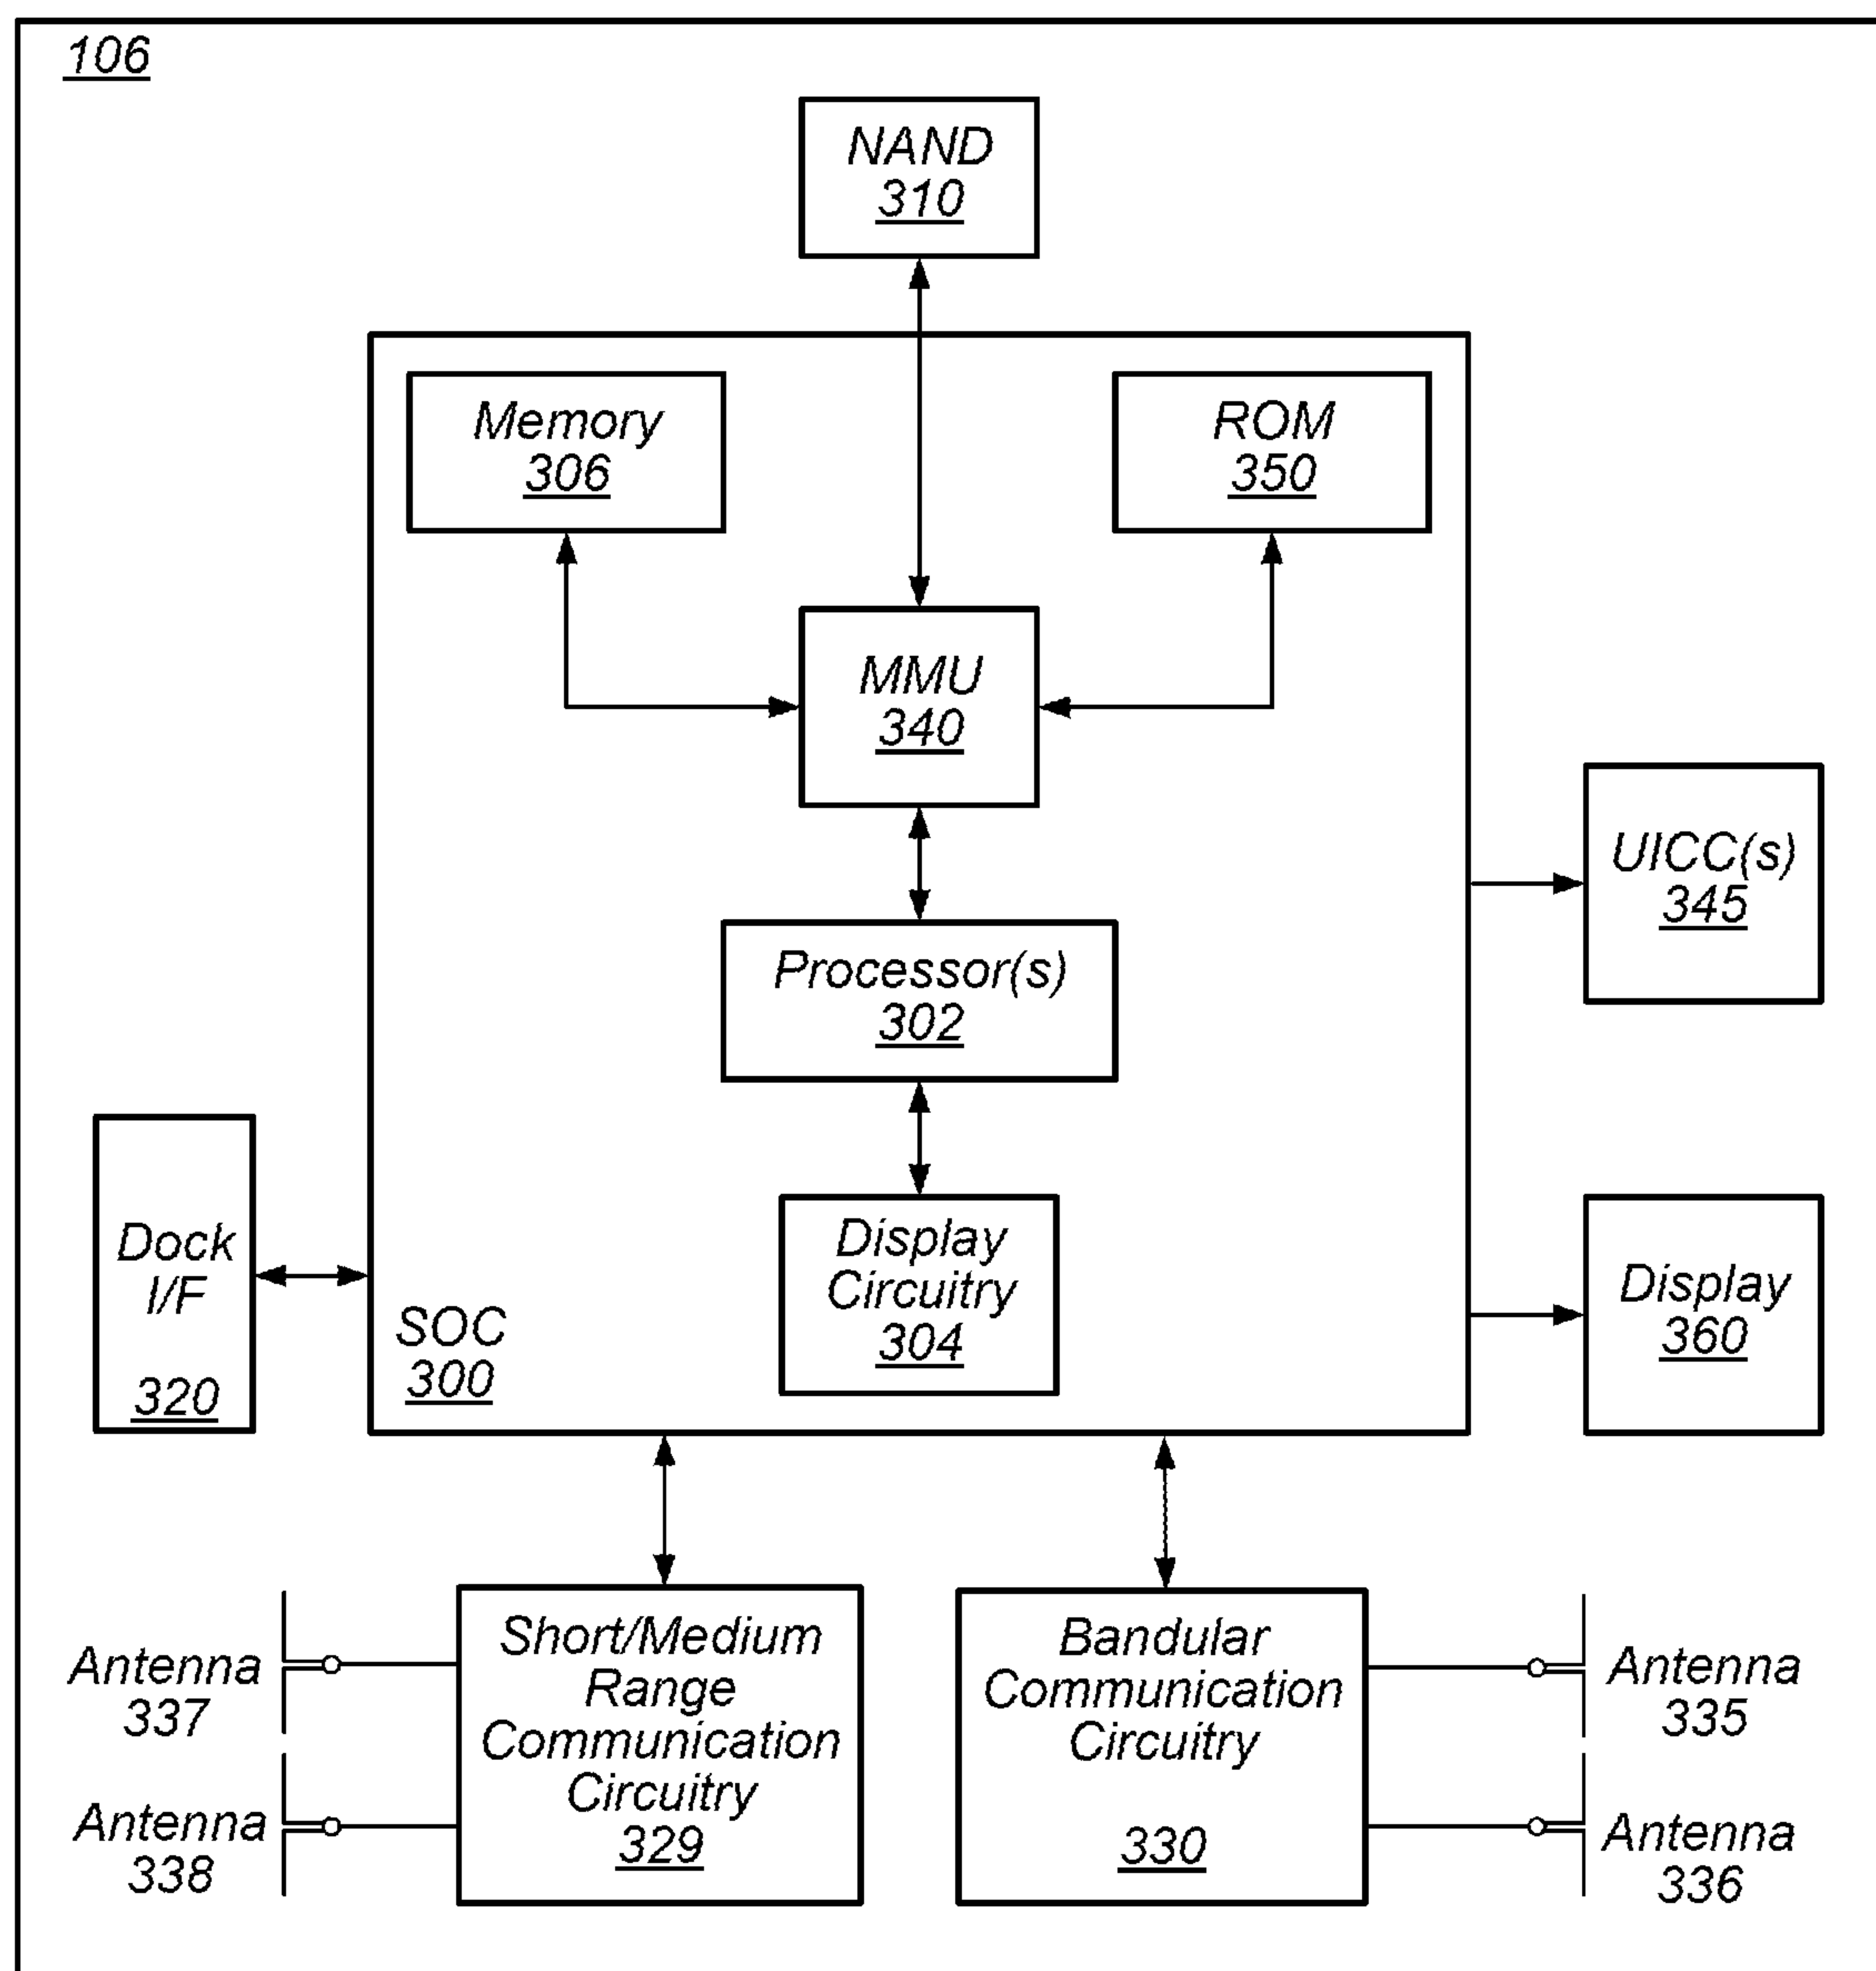 106
NAND
310
Memory
306
ROM
350
MMU
340
UICC(s)
345
Processor(s)
302
Dock
I/F
320
Display
Circuitry
304
SOC
300
Display
360
Short/Medium
Range
Communication
Circuitry
329
Bandular
Communication
Circuitry
330
Antenna
337
Antenna
338
Antenna
335
Antenna
336